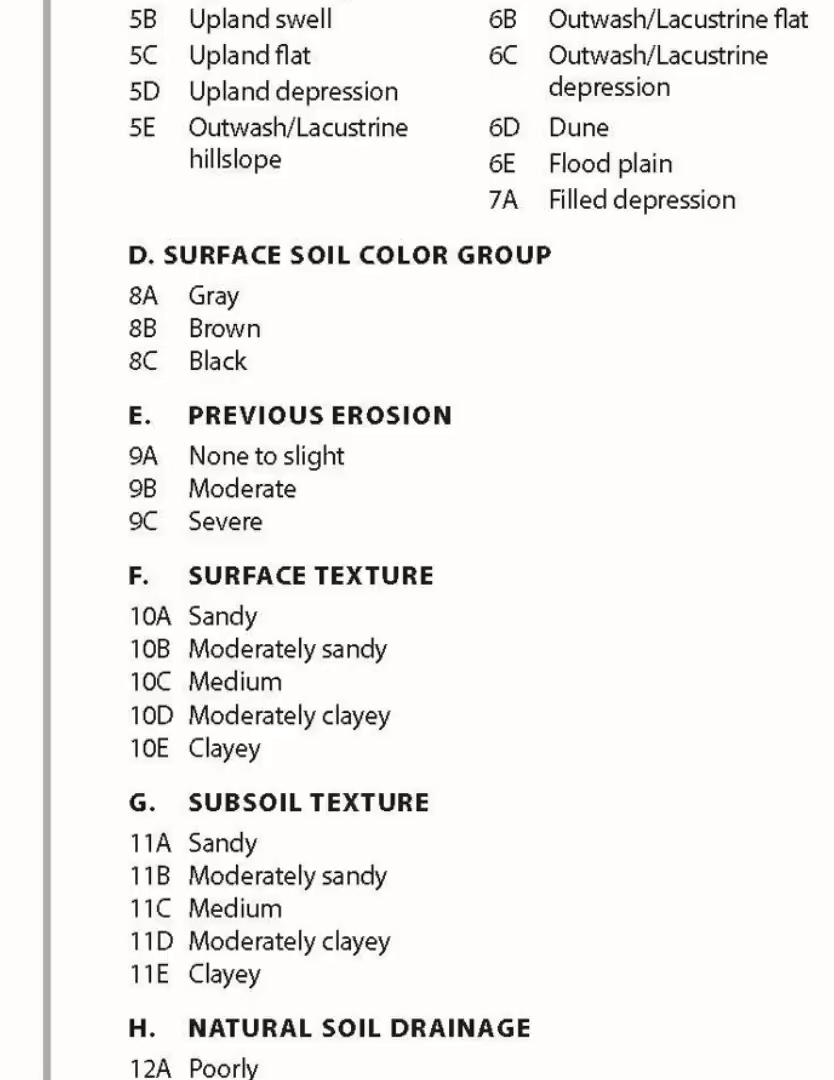 5B Upland swell
5C Upland flat
5D Upland depression
5E Outwash/Lacustrine
hillslope
6B Outwash/Lacustrine flat
6C Outwash/Lacustrine
depression
6D Dune
6E Flood plain
7A Filled depression
D. SURFACE SOIL COLOR GROUP
8A Gray
8B Brown
8C Black
E. PREVIOUS EROSION
9A None to slight
9B Moderate
9C Severe
F. SURFACE TEXTURE
10A Sandy
10B Moderately sandy
10C Medium
10D Moderately clayey
10E Clayey
G. SUBSOIL TEXTURE
11A Sandy
11B Moderately sandy
11C Medium
11D Moderately clayey
11E Clayey
H. NATURAL SOIL DRAINAGE
12A Poorly